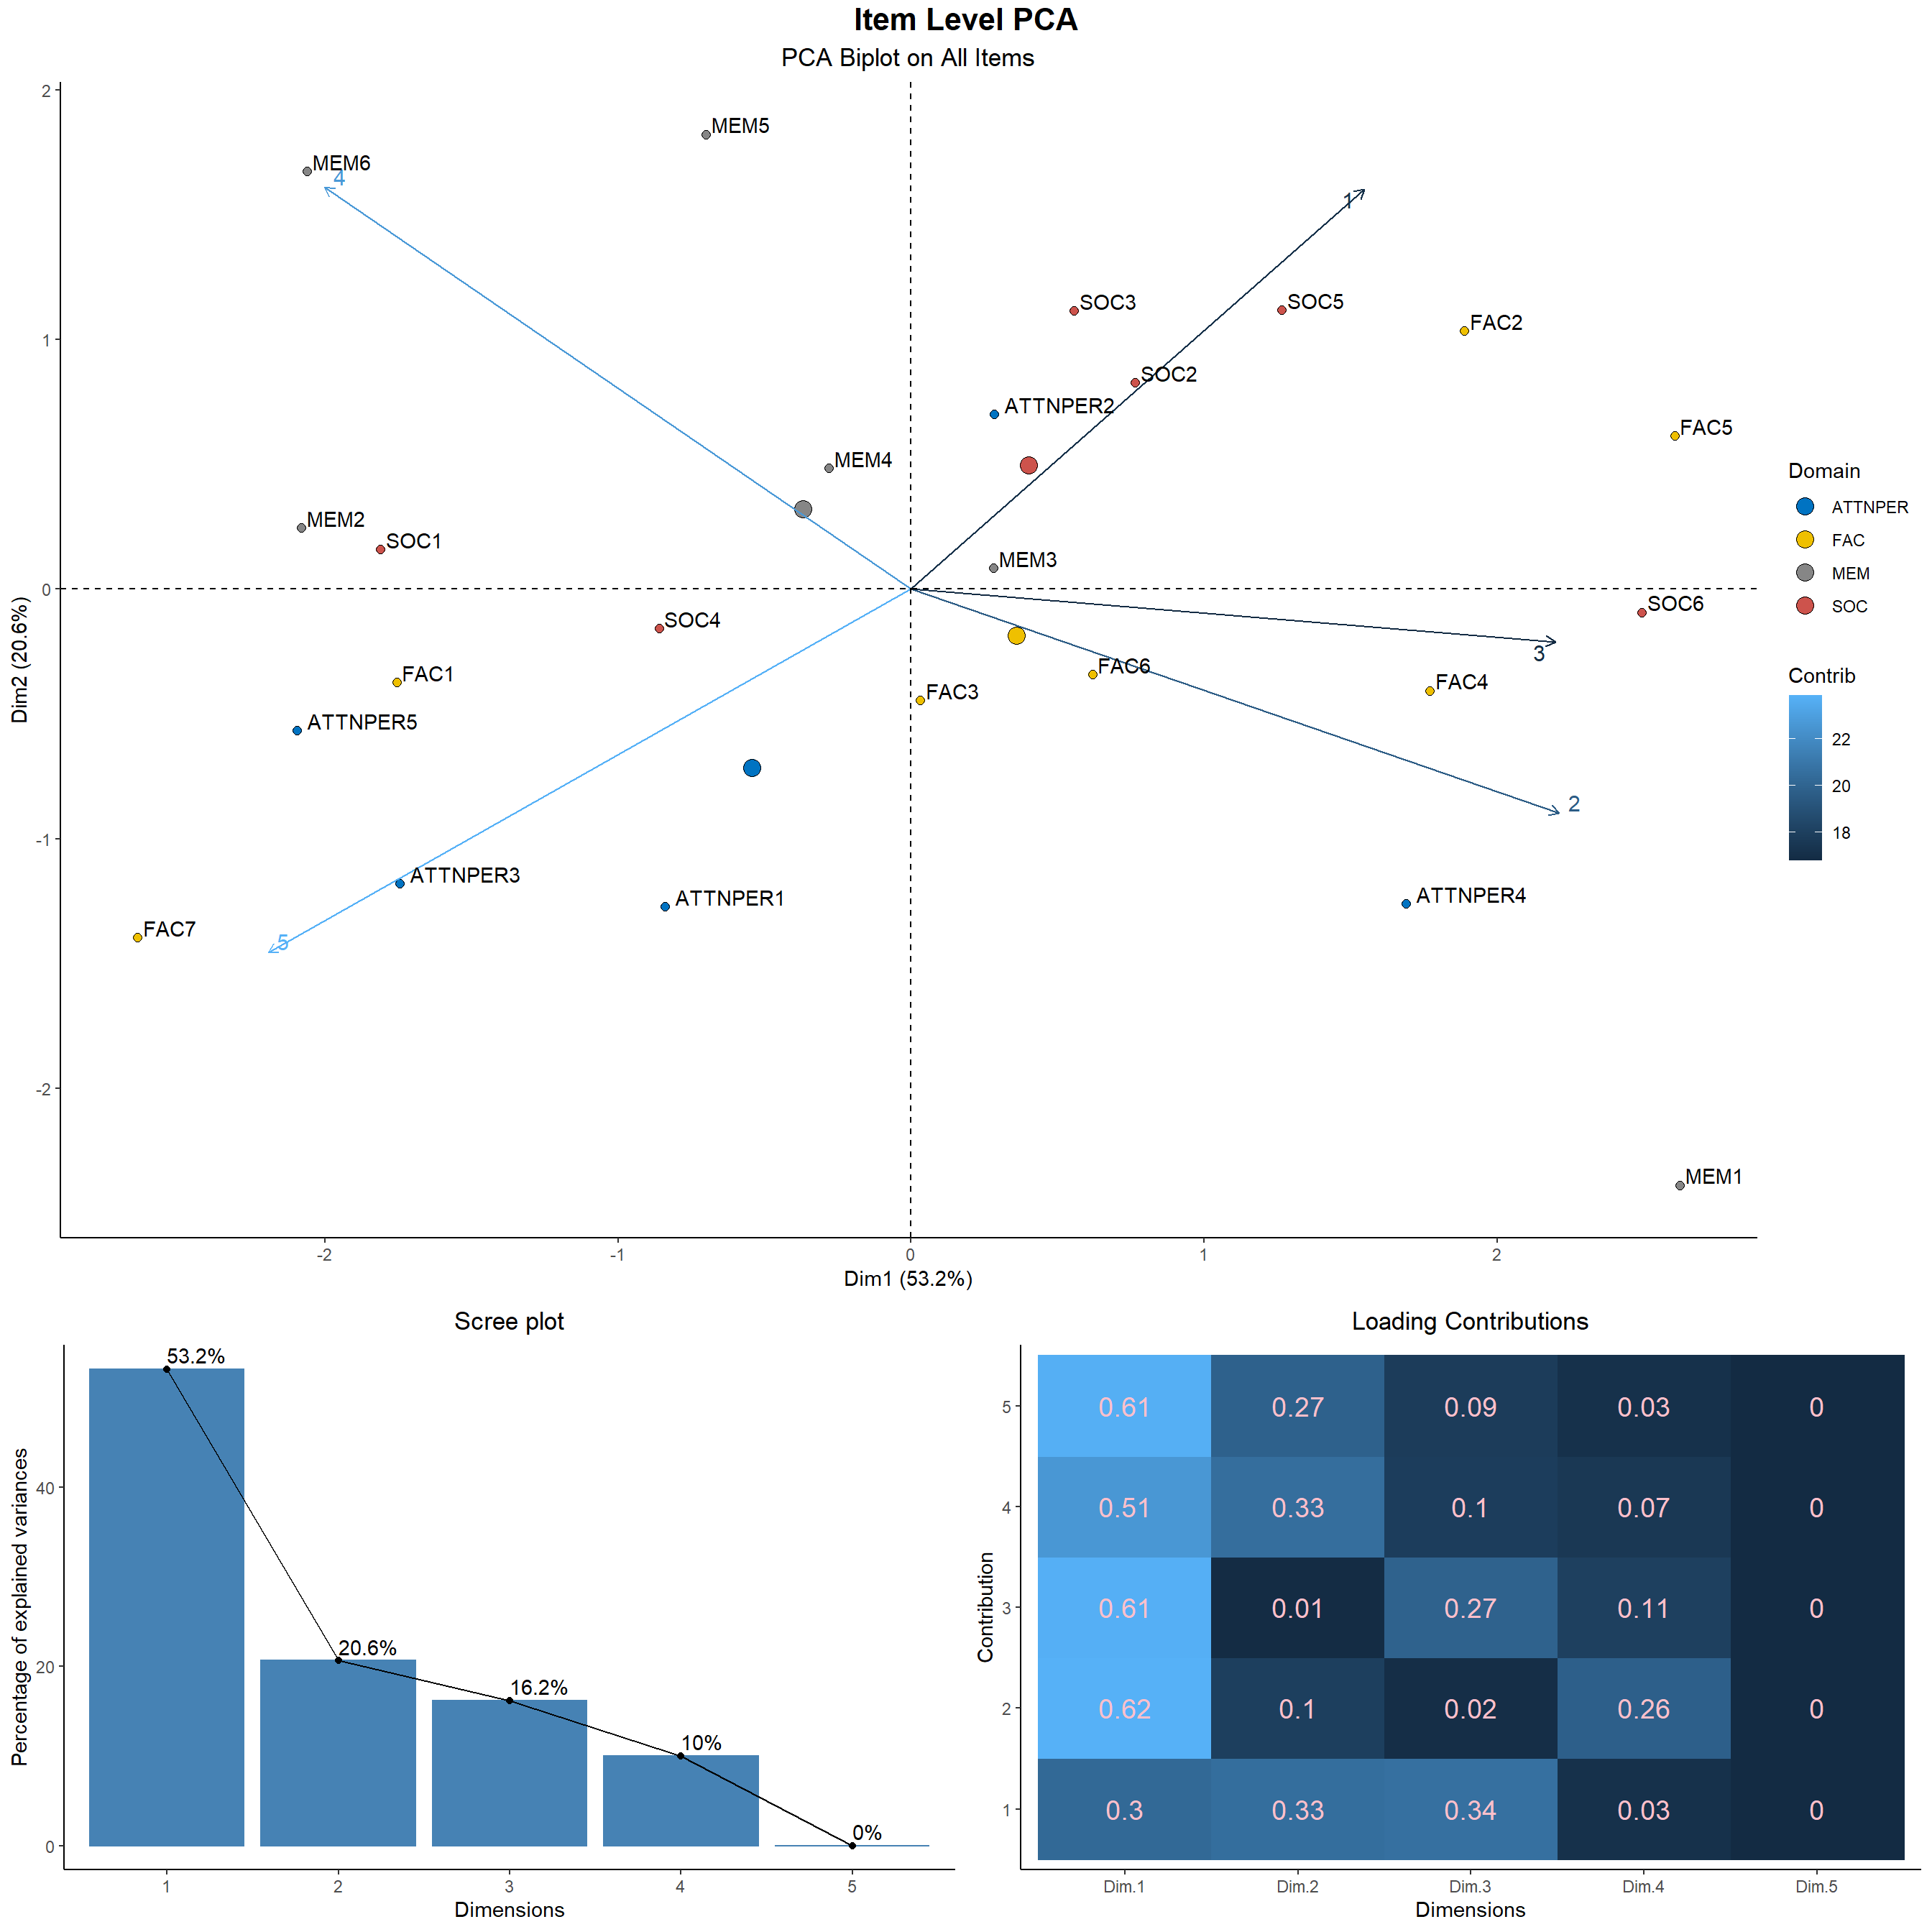 Item Level PCA
PCA Biplot on All Items
2
MEM5
MEM6
4
1
SOC3
SOC5
FAC2
1
SOC2
ATTNPER2
FAC5
MEM4
MEM2
SOC1
MEM3
0
SOC4
SOC6
3
FAC1
FAC6
FAC3
FAC4
ATTNPER5
2
-1
ATTNPER3
ATTNPER1
ATTNPER4
FAC7
5
-2
MEM1
Dim2 (20.6%)
-2 -1 0 1 2
Dim1 (53.2%)
Domain
ATTNPER
FAC
MEM
SOC
Contrib
22
20
18
Scree plot
53.2%
20.6%
16.2%
10%
0%
40
20
0
Percentage of explained variances
1 2 3 4 5
Dimensions
Loading Contributions
5 0.61 0.27 0.09 0.03 0
4 0.51 0.33 0.1 0.07 0
3 0.61 0.01 0.27 0.11 0
2 0.62 0.1 0.02 0.26 0
1 0.3 0.33 0.34 0.03 0
Contribution
Dim.1 Dim.2 Dim.3 Dim.4 Dim.5
Dimensions